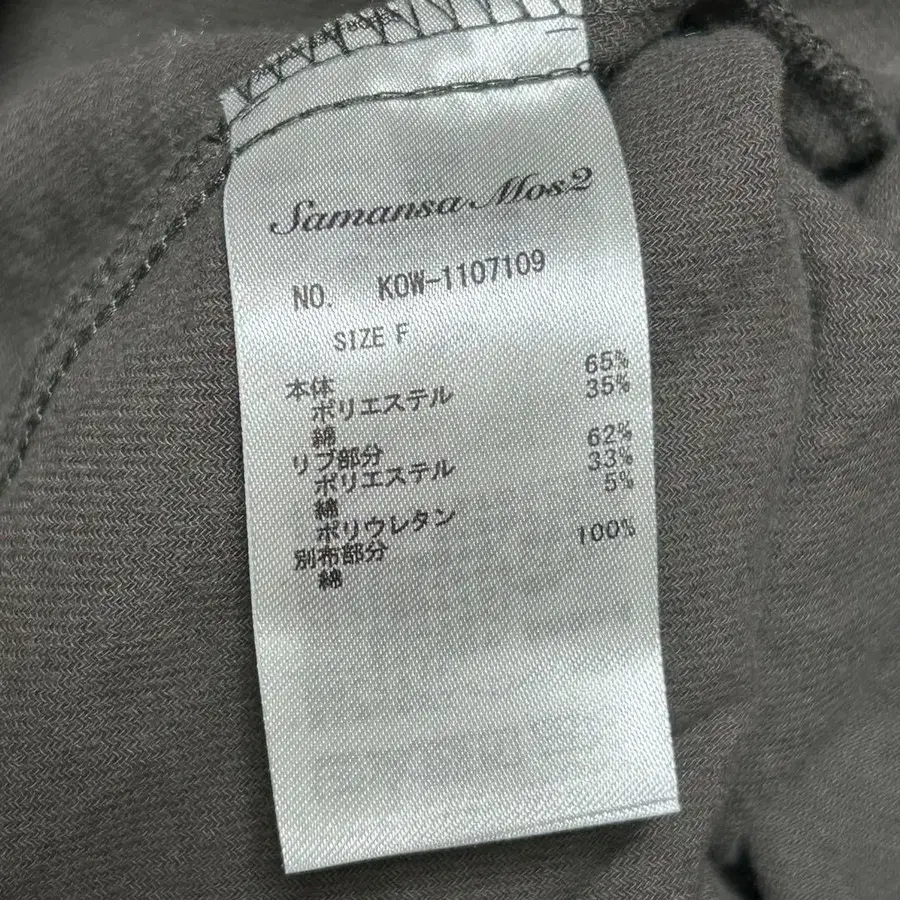 Samansa Mos2
NO. KOW-1107109
SIZE F
本体
ポリエステル 65%
綿 35%
リブ部分
ポリエステル 62%
綿 33%
ポリウレタン 5%
別布部分
綿 100%